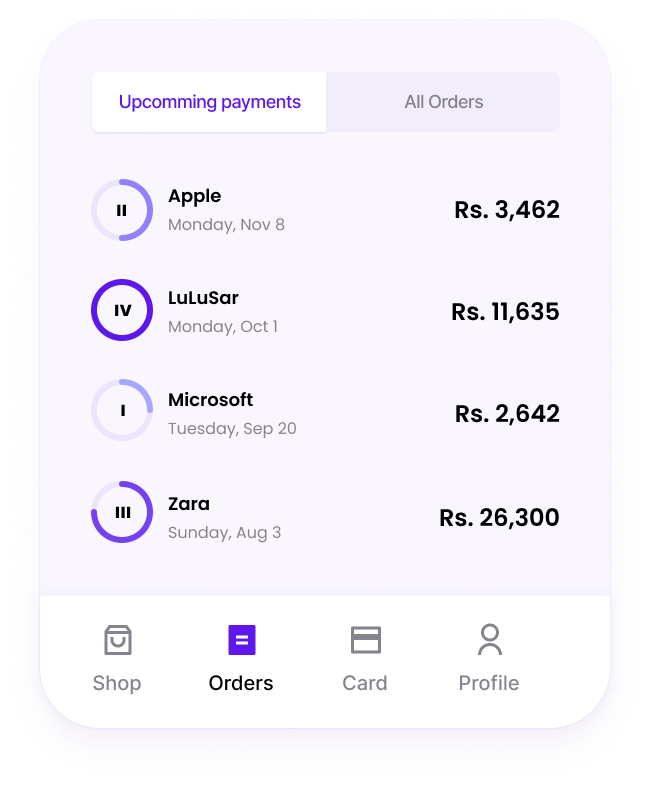 Upcomming payments
All Orders
II
Apple
Monday, Nov 8
Rs. 3,462
IV
LuLuSar
Monday, Oct 1
Rs. 11,635
I
Microsoft
Tuesday, Sep 20
Rs. 2,642
III
Zara
Sunday, Aug 3
Rs. 26,300
Shop
Orders
Card
Profile